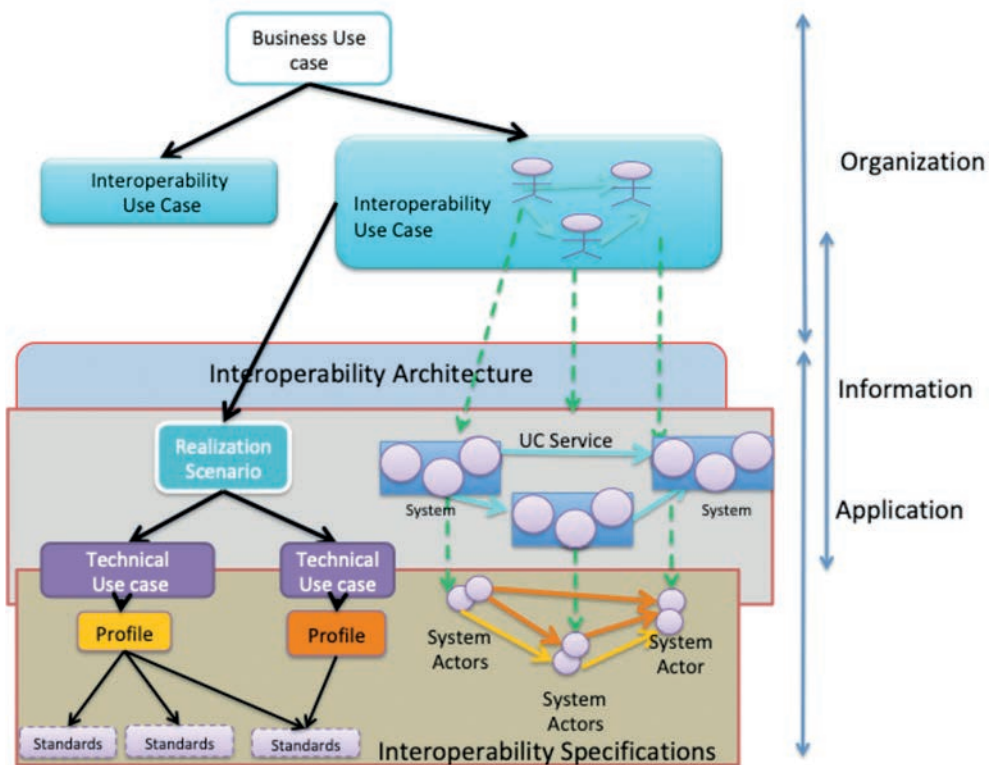 Business Use
case
Interoperability
Use Case
Interoperability
Use Case
Organization
Interoperability Architecture
Information
Realization
Scenario
UC Service
System
System
Application
Technical
Use case
Technical
Use case
Profile
Profile
System
Actors
System
Actor
System
Actors
Standards
Standards
Standards
Interoperability Specifications